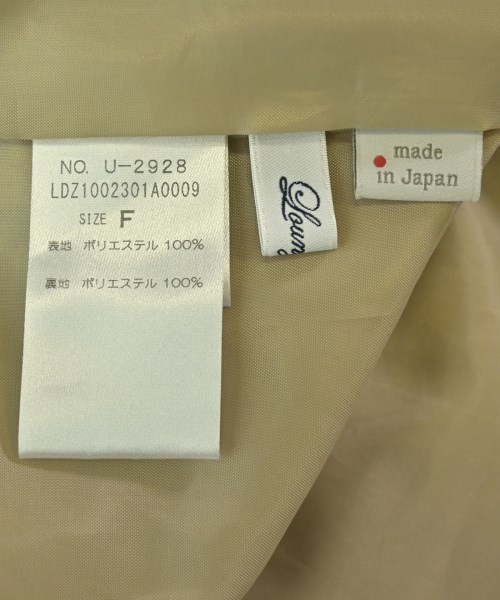 NO. U-2928
LDZ1002301A0009
SIZE F
表地 ポリエステル 100%
裏地 ポリエステル 100%
Loun
made
in Japan